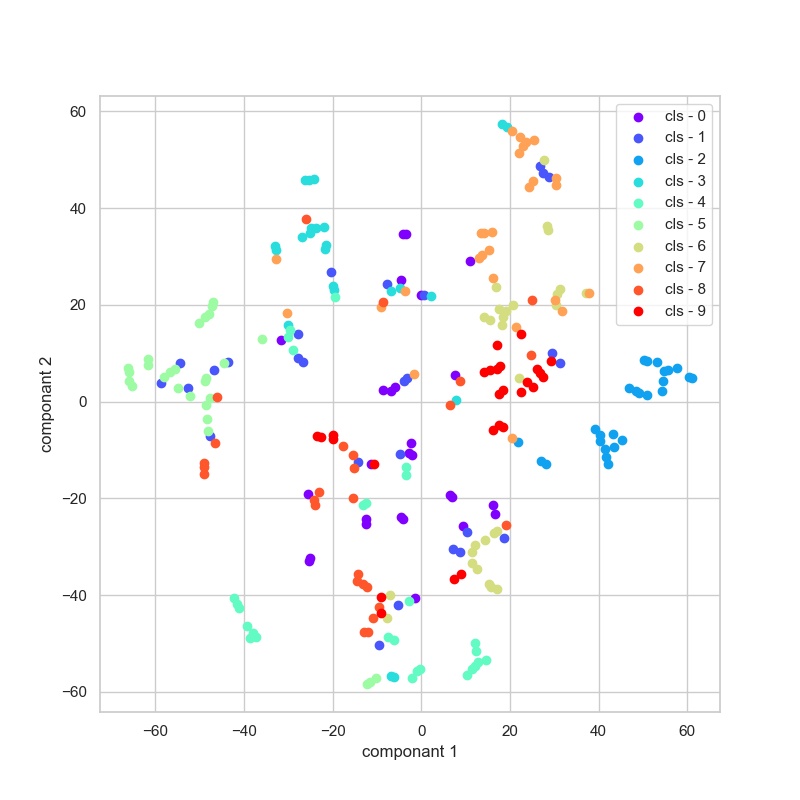 60
40
20
0
−20
−40
−60
componant 2
−60
−40
−20
0
20
40
60
componant 1
cls - 0
cls - 1
cls - 2
cls - 3
cls - 4
cls - 5
cls - 6
cls - 7
cls - 8
cls - 9